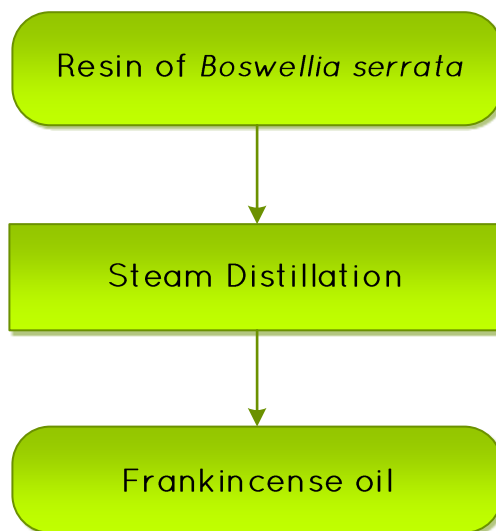 Resin of Boswellia serrata
Steam Distillation
Frankincense oil